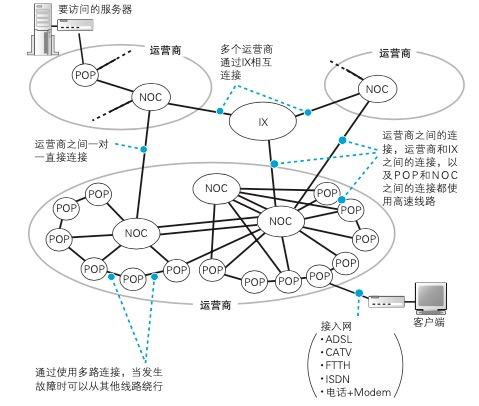 要访问的服务器
运营商
POP
NOC
多个运营商
通过IX相互
连接
IX
运营商
NOC
运营商之间一对
一直接连接
运营商之间的连
接，运营商和IX
之间的连接，以
及POP和NOC
之间的连接都使
用高速线路
POP
POP
POP
NOC
POP
POP
POP
NOC
NOC
POP
POP
POP
POP
POP
POP
POP
POP
运营商
客户端
接入网
・ADSL
・CATV
・FTTH
・ISDN
・电话+Modem
通过使用多路连接，当发生
故障时可以从其他线路绕行